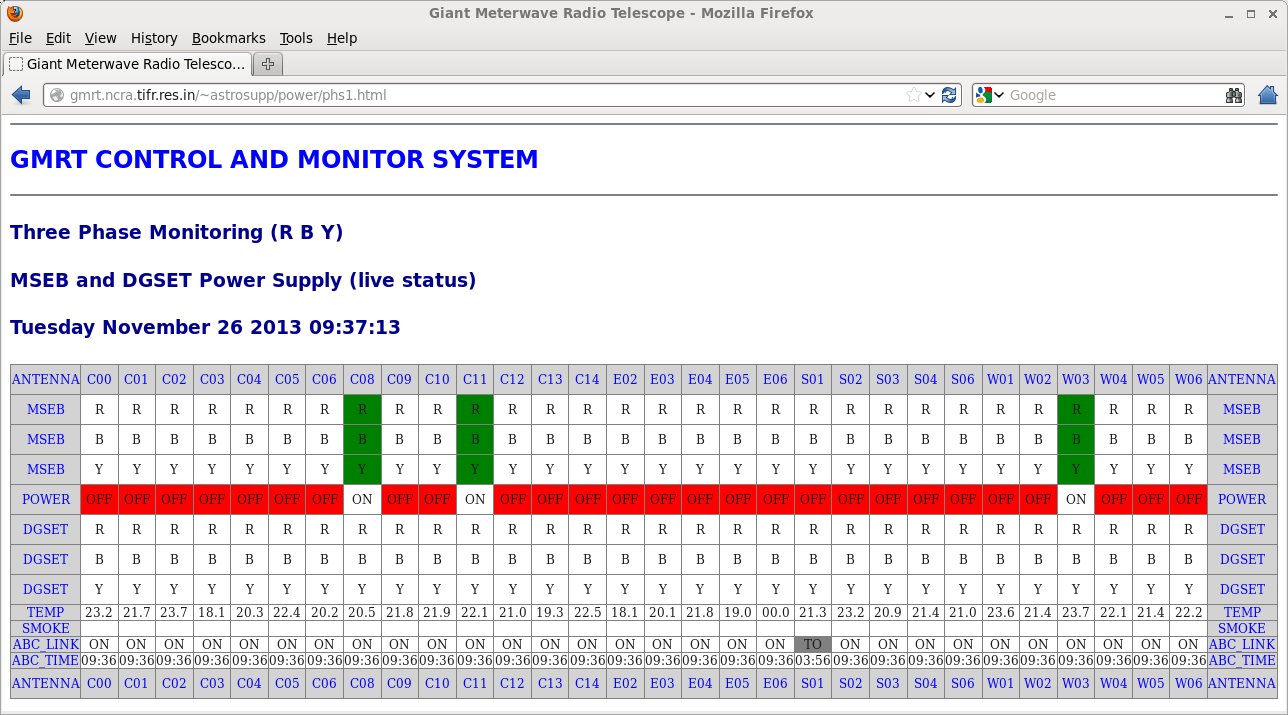 Giant Meterwave Radio Telescope - Mozilla Firefox
File Edit View History Bookmarks Tools Help
Giant Meterwave Radio Telesco...
gmrt.ncra.tifr.res.in/~astrosupp/power/phs1.html Google
GMRT CONTROL AND MONITOR SYSTEM
Three Phase Monitoring (R B Y)
MSEB and DGSET Power Supply (live status)
Tuesday November 26 2013 09:37:13
ANTENNA C00 C01 C02 C03 C04 C05 C06 C08 C09 C10 C11 C12 C13 C14 E02 E03 E04 E05 E06 S01 S02 S03 S04 S06 W01 W02 W03 W04 W05 W06 ANTENNA
MSEB R R R R R R R R R R R R R R R R R R R R R R R R R R R R R R MSEB
MSEB B B B B B B B B B B B B B B B B B B B B B B B B B B B B B B MSEB
MSEB Y Y Y Y Y Y Y Y Y Y Y Y Y Y Y Y Y Y Y Y Y Y Y Y Y Y Y Y Y Y MSEB
POWER OFF OFF OFF OFF OFF OFF OFF ON OFF OFF ON OFF OFF OFF OFF OFF OFF OFF OFF OFF OFF OFF OFF OFF OFF OFF ON OFF OFF OFF POWER
DGSET R R R R R R R R R R R R R R R R R R R R R R R R R R R R R R DGSET
DGSET B B B B B B B B B B B B B B B B B B B B B B B B B B B B B B DGSET
DGSET Y Y Y Y Y Y Y Y Y Y Y Y Y Y Y Y Y Y Y Y Y Y Y Y Y Y Y Y Y Y DGSET
TEMP 23.2 21.7 23.7 18.1 20.3 22.4 20.2 20.5 21.8 21.9 22.1 21.0 19.3 22.5 18.1 20.1 21.8 19.0 00.0 21.3 23.2 20.9 21.4 21.0 23.6 21.4 23.7 22.1 21.4 22.2 TEMP
SMOKE SMOKE
ABC_LINK ON ON ON ON ON ON ON ON ON ON ON ON ON ON ON ON ON ON ON TO ON ON ON ON ON ON ON ON ON ON ABC_LINK
ABC_TIME 09:36 09:36 09:36 09:36 09:36 09:36 09:36 09:36 09:36 09:36 09:36 09:36 09:36 09:36 09:36 09:36 09:36 09:36 09:36 03:56 09:36 09:36 09:36 09:36 09:36 09:36 09:36 09:36 09:36 09:36 ABC_TIME
ANTENNA C00 C01 C02 C03 C04 C05 C06 C08 C09 C10 C11 C12 C13 C14 E02 E03 E04 E05 E06 S01 S02 S03 S04 S06 W01 W02 W03 W04 W05 W06 ANTENNA